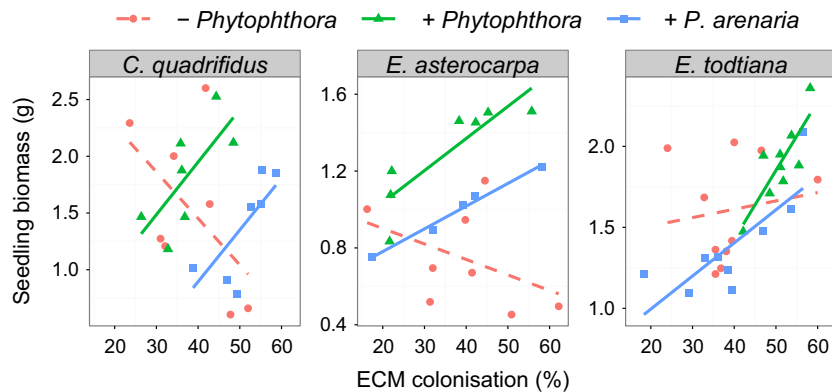 – Phytophthora + Phytophthora + P. arenaria
C. quadrifidus E. asterocarpa E. todtiana
Seedling biomass (g)
2.5
2.0
1.5
1.0
1.6
1.2
0.8
0.4
2.0
1.5
1.0
20 30 40 50 60 20 30 40 50 60 20 30 40 50 60
ECM colonisation (%)